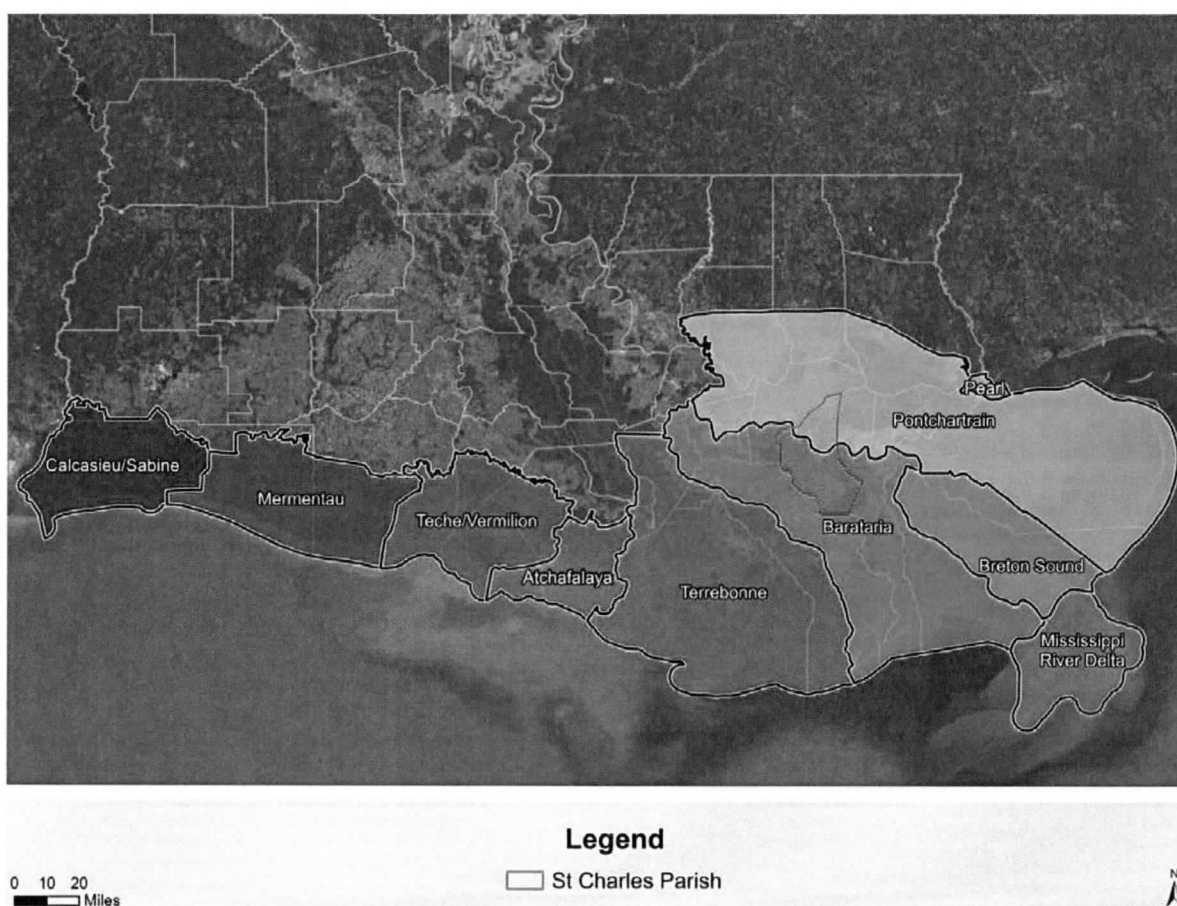 Pearl
Pontchartrain
Calcasieu/Sabine
Mermentau
Teche/Vermilion
Barataria
Breton Sound
Atchafalaya
Terrebonne
Mississippi
River Delta
Legend
St Charles Parish
0 10 20
Miles
N